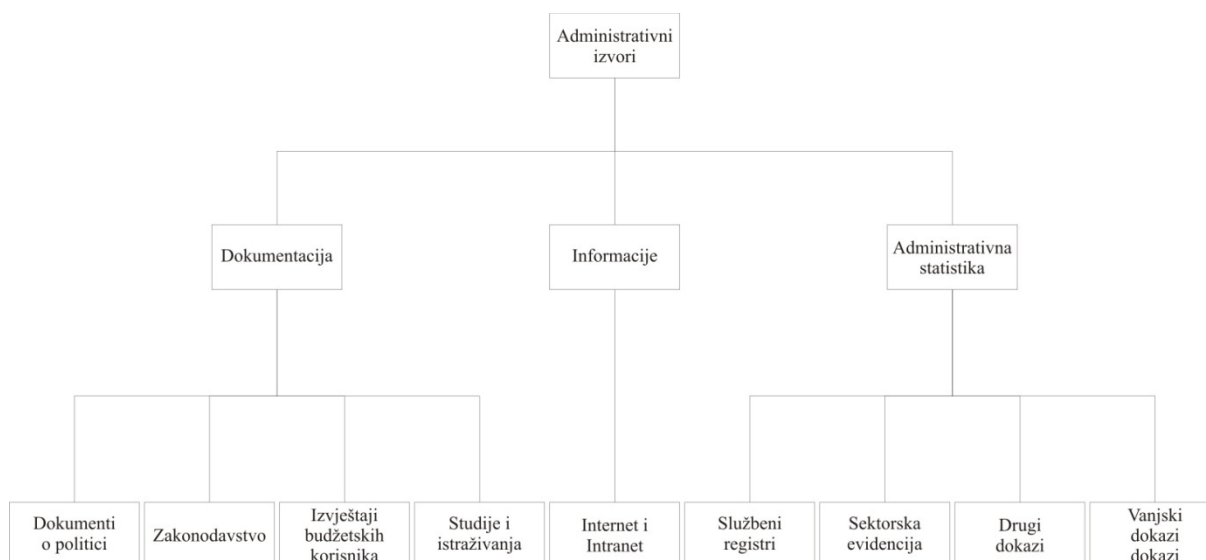 Administrativni
izvori
Dokumentacija
Informacije
Administrativna
statistika
Dokumenti
o politici
Zakonodavstvo
Izvještaji
budžetskih
korisnika
Studije i
istraživanja
Internet i
Intranet
Službeni
registri
Sektorska
evidencija
Drugi
dokazi
Vanjski
dokazi
dokazi